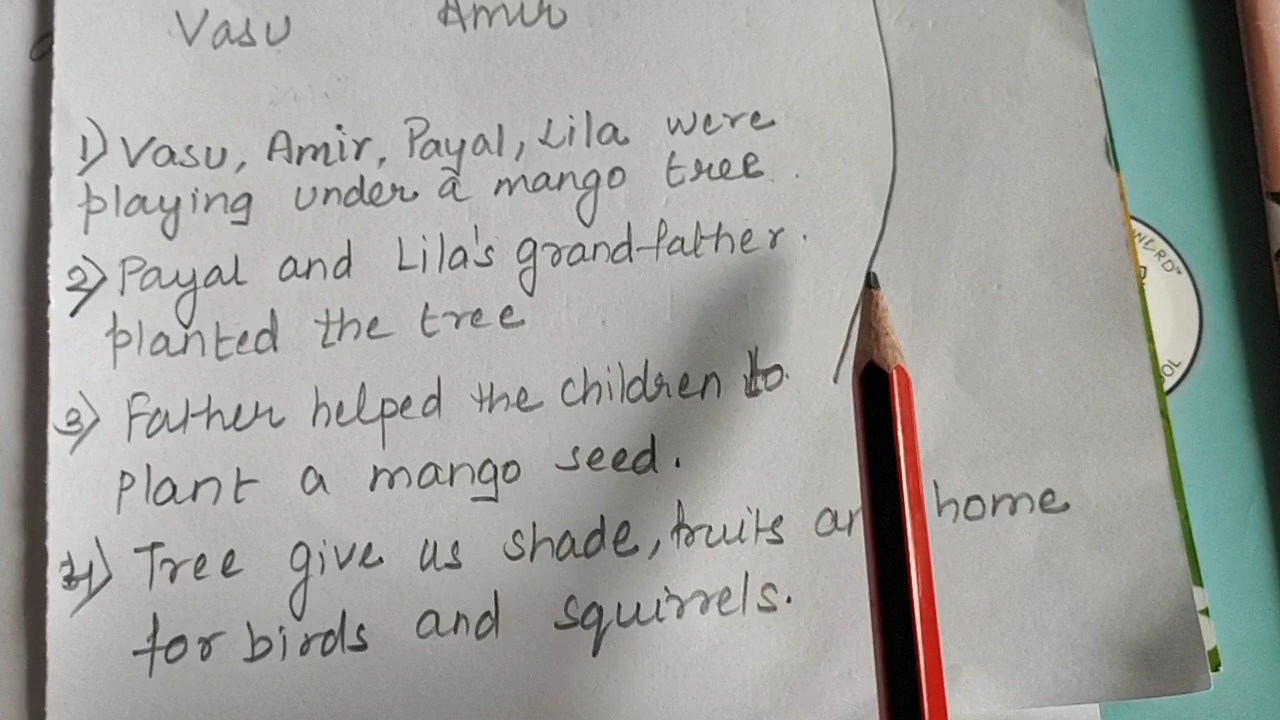 Vasu Amir
1) Vasu, Amir, Payal, Lila were
playing under a mango tree.
2) Payal and Lila's grand-father.
planted the tree
3) Father helped the children to.
plant a mango seed.
4) Tree give us shade, fruits home
for birds and squirrels.